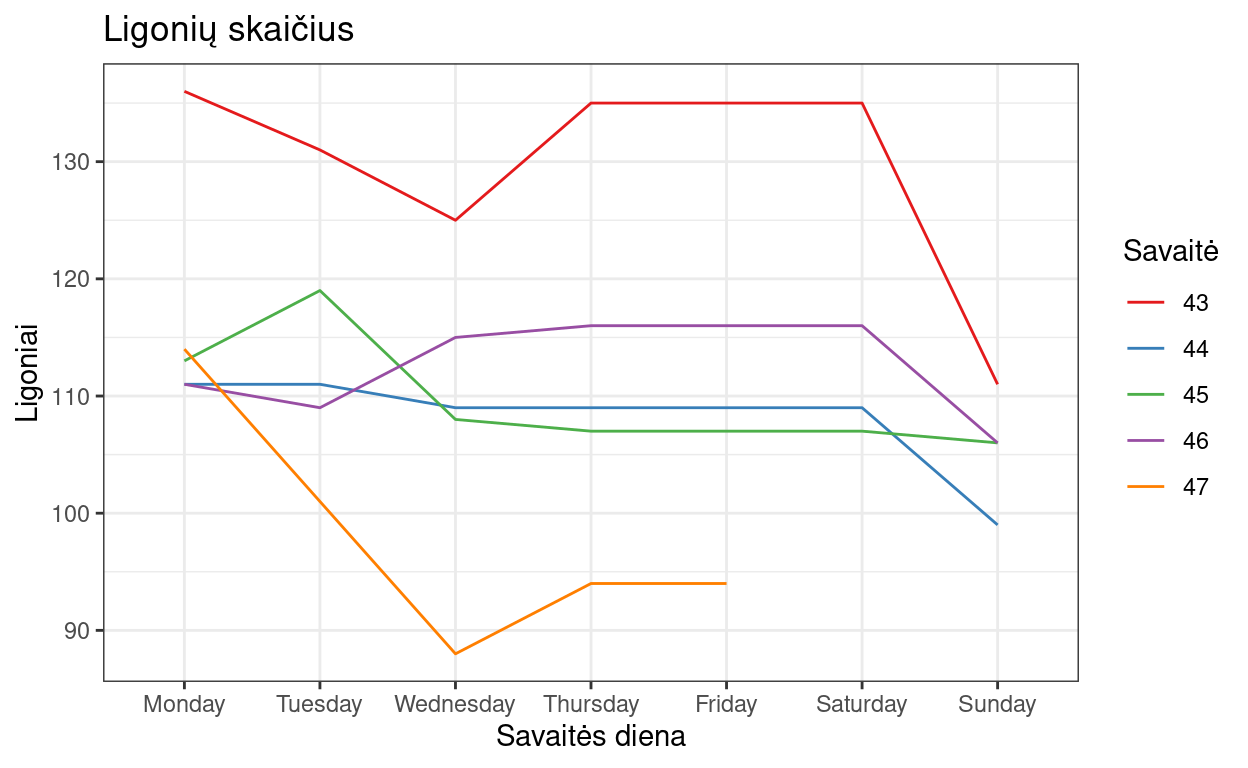 Ligonių skaičius
Ligoniai
130
120
110
100
90
Monday Tuesday Wednesday Thursday Friday Saturday Sunday
Savaitės diena
Savaitė
43
44
45
46
47